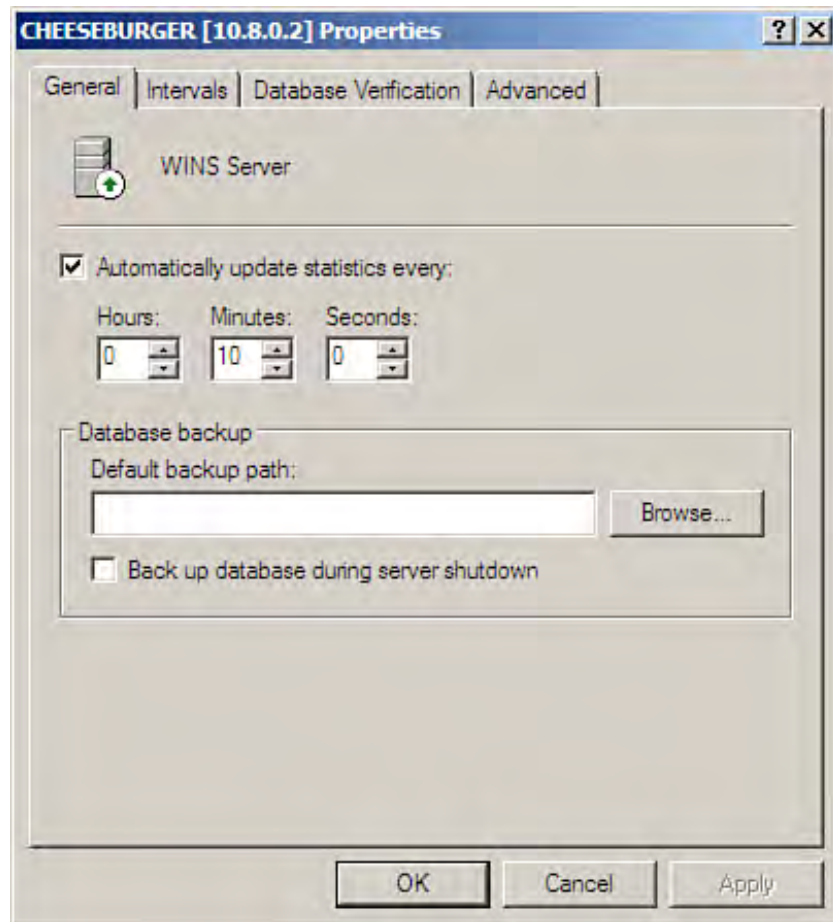 CHEESEBURGER [10.8.0.2] Properties
General Intervals Database Verification Advanced
WINS Server
Automatically update statistics every:
Hours: Minutes: Seconds:
0 10 0
Database backup
Default backup path:
Browse...
Back up database during server shutdown
OK Cancel Apply